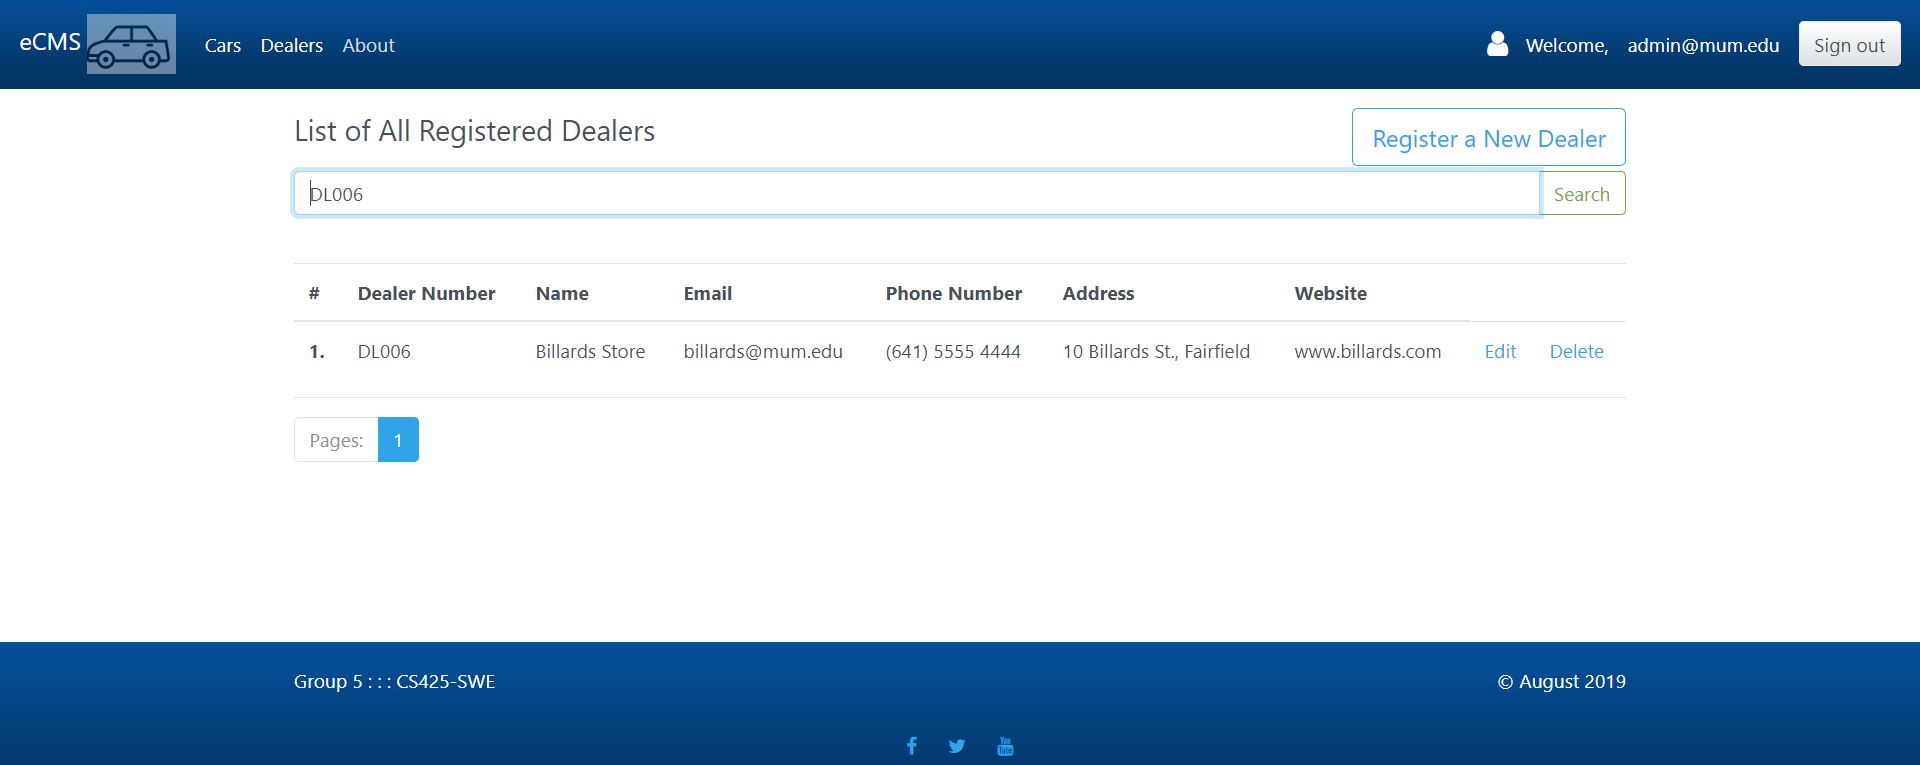 eCMS Cars Dealers About Welcome, admin@mum.edu Sign out
List of All Registered Dealers Register a New Dealer
DL006 Search
# Dealer Number Name Email Phone Number Address Website
1. DL006 Billards Store billards@mum.edu (641) 5555 4444 10 Billards St., Fairfield www.billards.com Edit Delete
Pages: 1
Group 5 : : : CS425-SWE © August 2019
You Tube